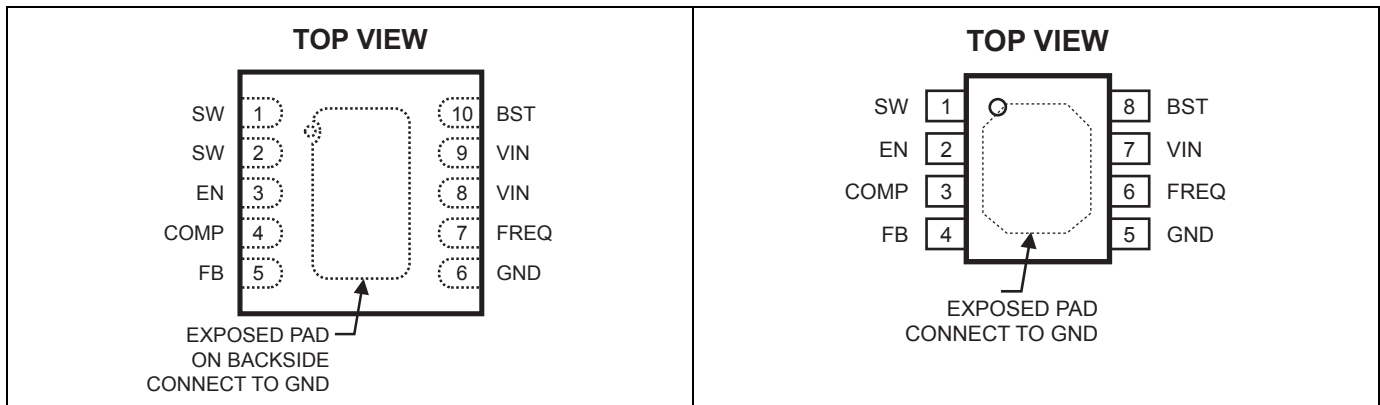 TOP VIEW
SW 1 10 BST
SW 2 9 VIN
EN 3 8 VIN
COMP 4 7 FREQ
FB 5 6 GND
EXPOSED PAD
ON BACKSIDE
CONNECT TO GND
TOP VIEW
SW 1 8 BST
EN 2 7 VIN
COMP 3 6 FREQ
FB 4 5 GND
EXPOSED PAD
CONNECT TO GND